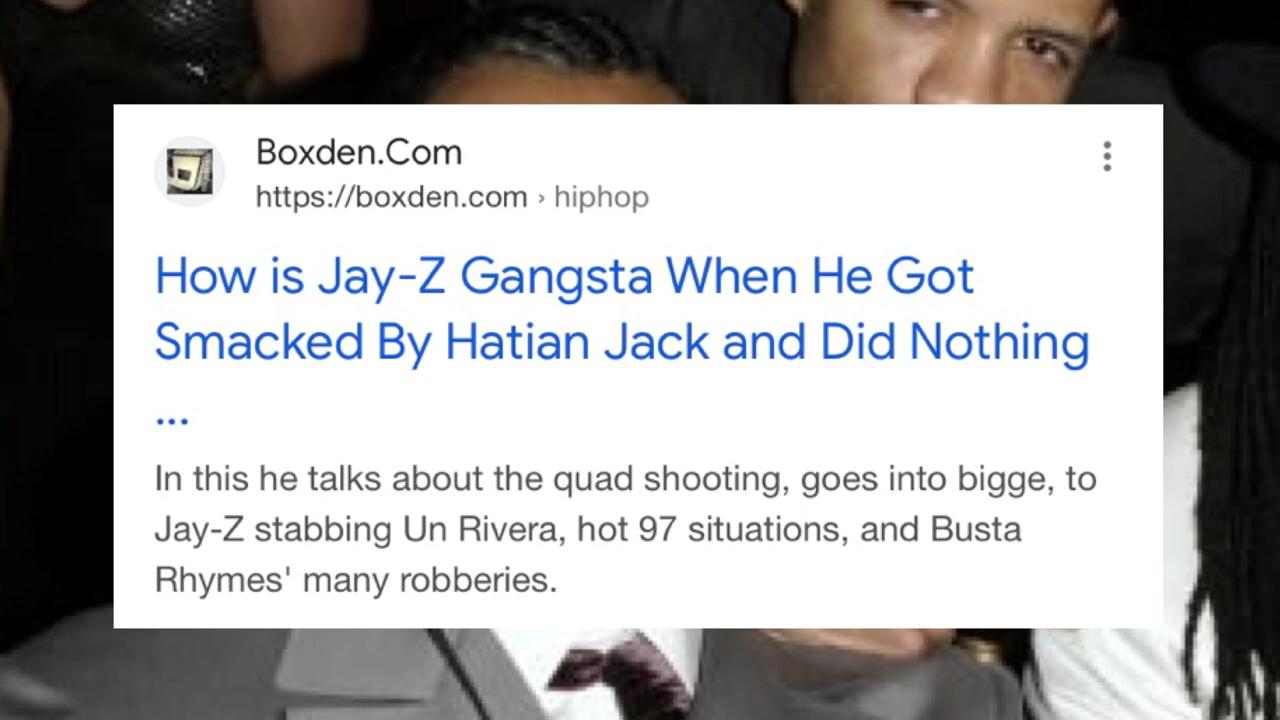 Boxden.Com
https://boxden.com › hiphop
How is Jay-Z Gangsta When He Got
Smacked By Hatian Jack and Did Nothing
...
In this he talks about the quad shooting, goes into bigge, to
Jay-Z stabbing Un Rivera, hot 97 situations, and Busta
Rhymes' many robberies.